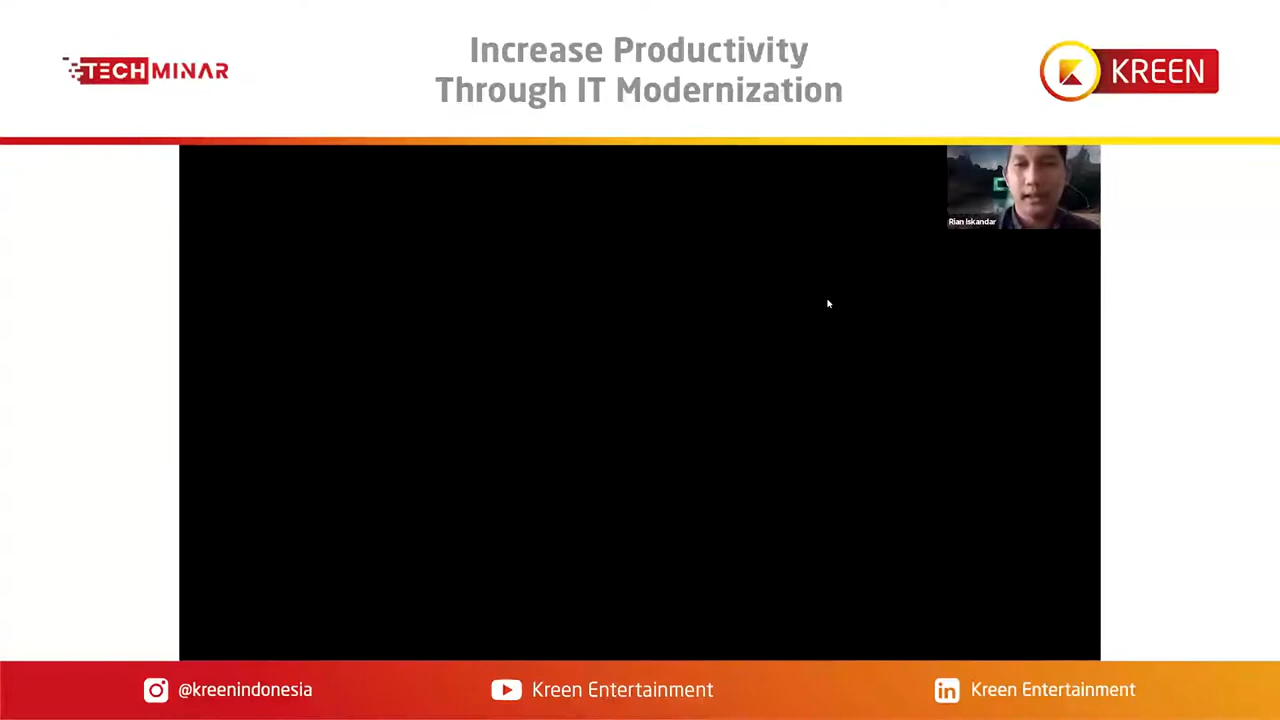 TECHMINAR
Increase Productivity
Through IT Modernization
KREEN
Rian Iskandar
@kreenindonesia
Kreen Entertainment
Kreen Entertainment